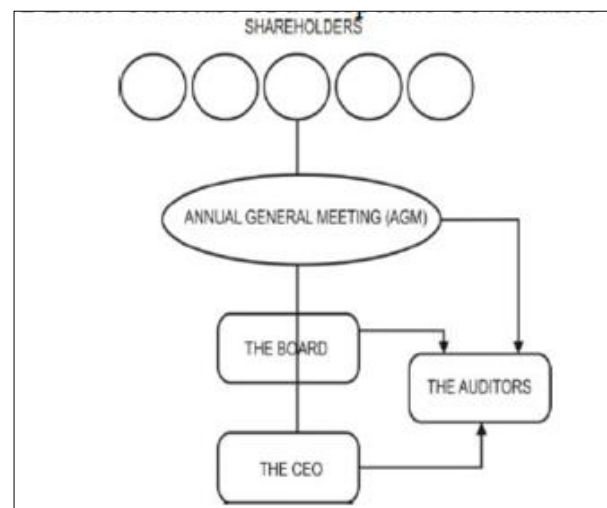 SHAREHOLDERS
ANNUAL GENERAL MEETING (AGM)
THE BOARD
THE AUDITORS
THE CEO